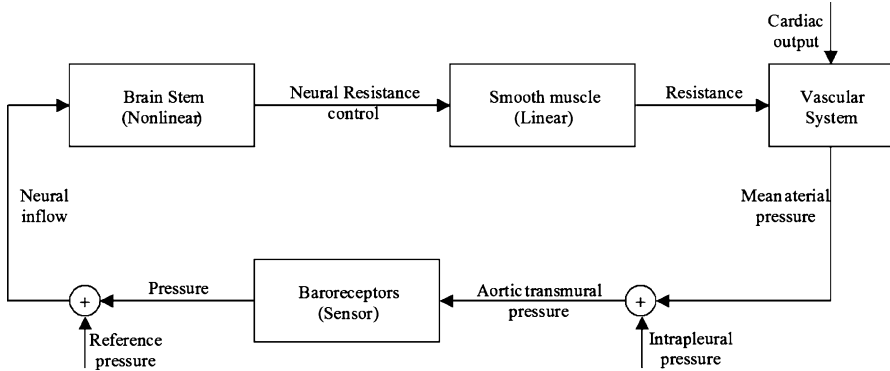 Cardiac
output
Brain Stem
(Nonlinear)
Neural Resistance
control
Smooth muscle
(Linear)
Resistance
Vascular
System
Neural
inflow
Mean aterial
pressure
+
Pressure
Baroreceptors
(Sensor)
Aortic transmural
pressure
+
Reference
pressure
Intrapleural
pressure